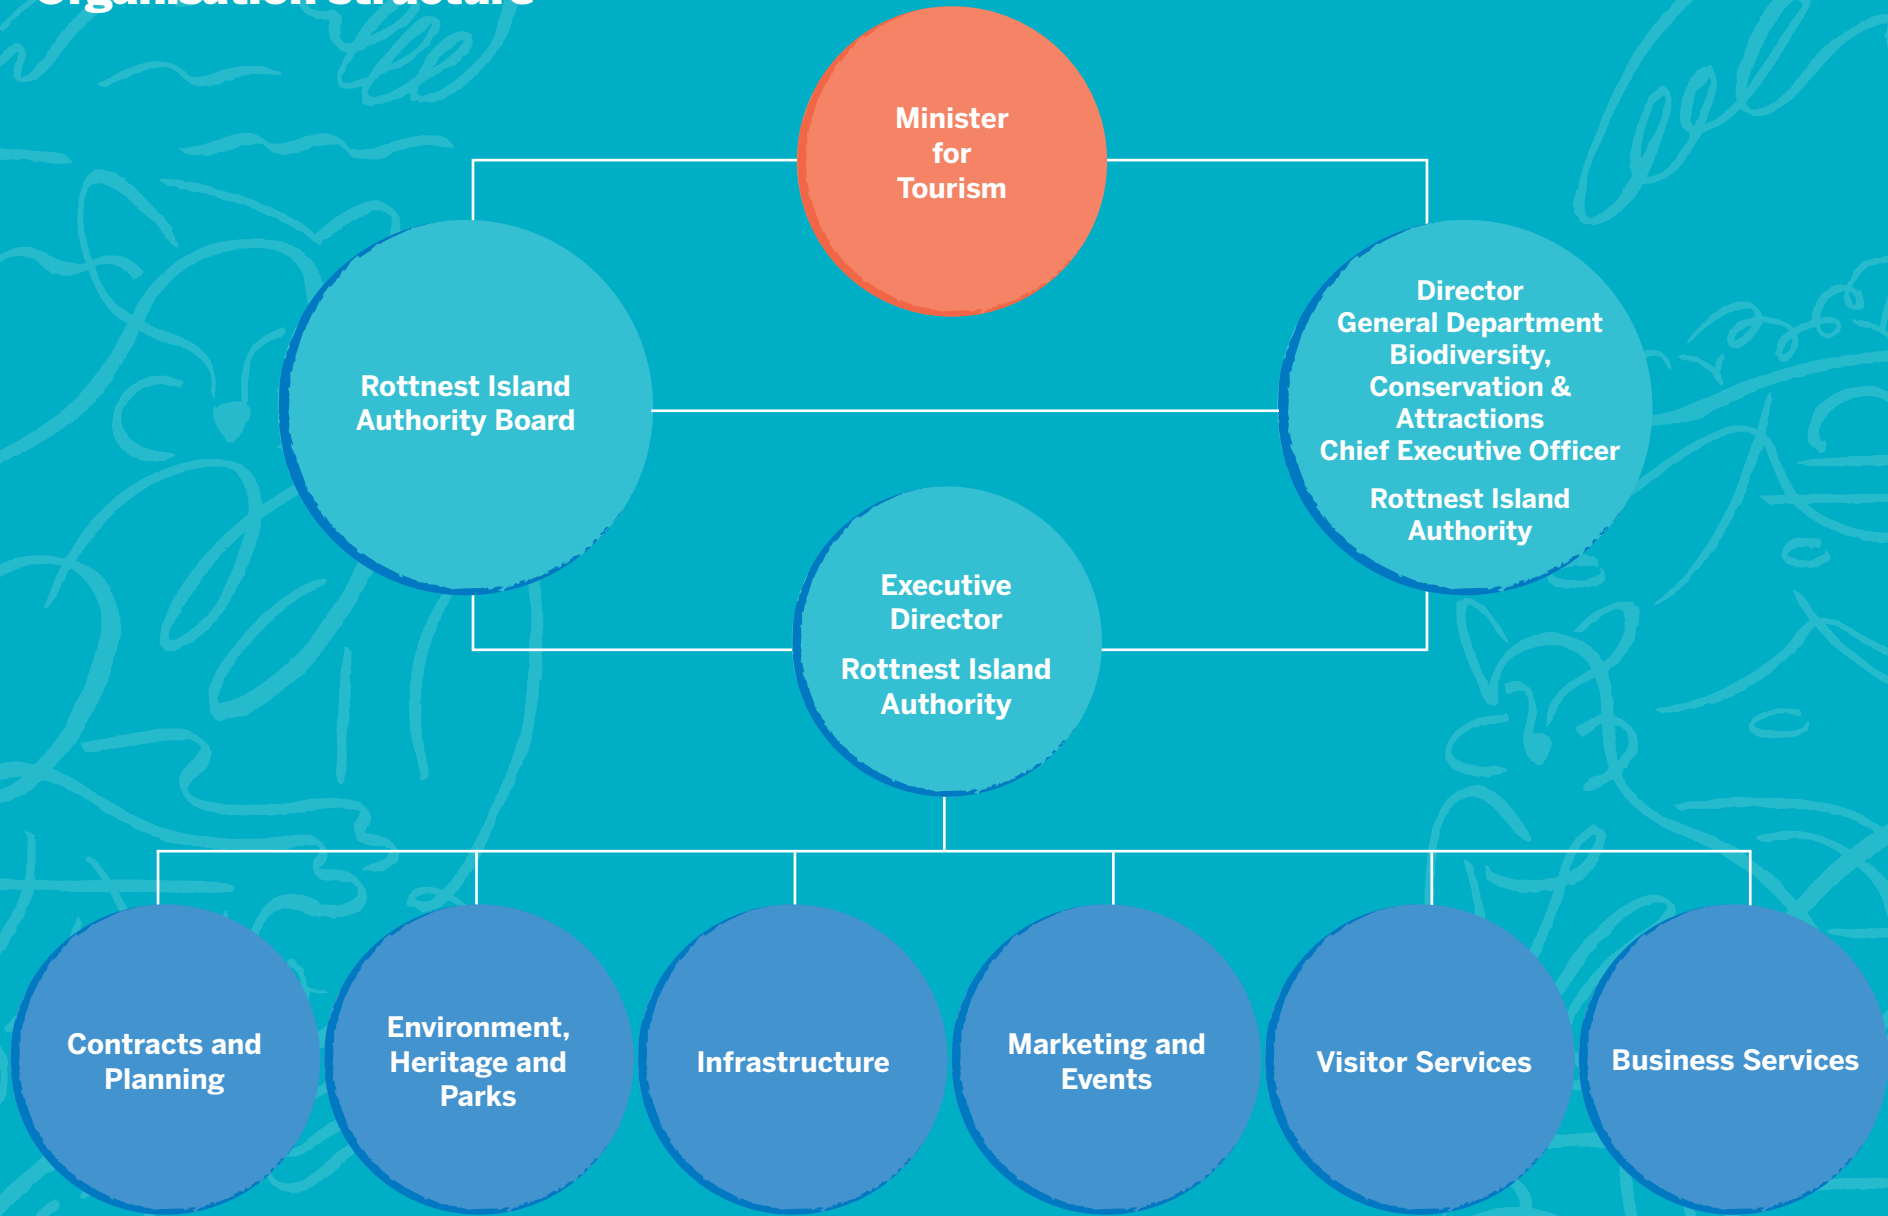 Organisation structure
Minister
for
Tourism
Rottnest Island
Authority Board
Director
General Department
Biodiversity,
Conservation &
Attractions
Chief Executive Officer
Rottnest Island
Authority
Executive
Director
Rottnest Island
Authority
Contracts and
Planning
Environment,
Heritage and
Parks
Infrastructure
Marketing and
Events
Visitor Services
Business Services